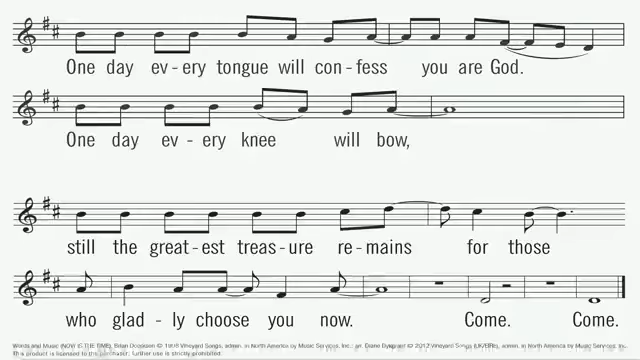 One day ev - ery tongue will con - fess you are God.
One day ev - ery knee will bow,
still the great - est treas - ure re - mains for those
who glad - ly choose you now. Come. Come.
Words and Music (NOW IS THE TIME), Brian Doerksen © 1998 Vineyard Songs, admin. in North America by Music Services, Inc.; arr. Diane Dykgraaf © 2012 Vineyard Songs (UK/EIRE), admin. in North America by Music Services, Inc.
This product is licensed to the purchaser; further use is strictly prohibited.